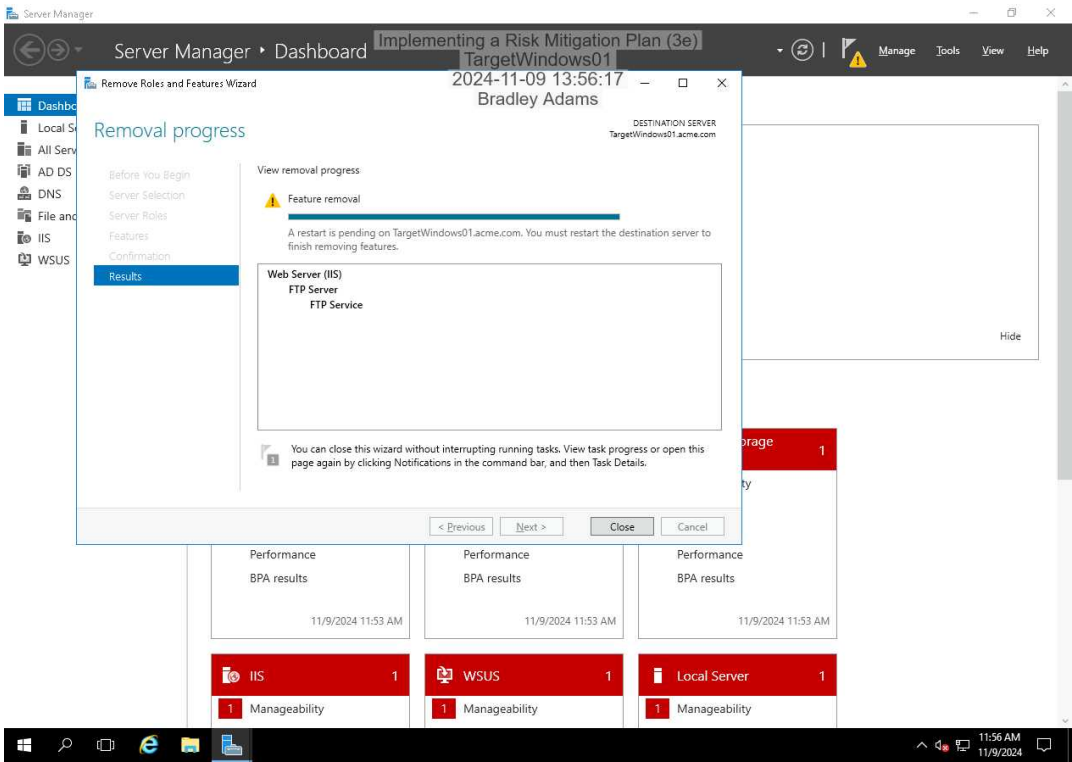 Server Manager
Server Manager • Dashboard
Implementing a Risk Mitigation Plan (3e)
TargetWindows01
2024-11-09 13:56:17
Bradley Adams
Manage Tools View Help
Remove Roles and Features Wizard
Removal progress
DESTINATION SERVER
TargetWindows01.acme.com
Dashbo
Local S
All Serv
AD DS
DNS
File and
IIS
WSUS
Before You Begin
Server Selection
Server Roles
Features
Confirmation
Results
View removal progress
Feature removal
A restart is pending on TargetWindows01.acme.com. You must restart the destination server to
finish removing features.
Web Server (IIS)
FTP Server
FTP Service
1
You can close this wizard without interrupting running tasks. View task progress or open this
page again by clicking Notifications in the command bar, and then Task Details.
< Previous Next > Close Cancel
Hide
orage 1
ty
Performance
BPA results
11/9/2024 11:53 AM
Performance
BPA results
11/9/2024 11:53 AM
Performance
BPA results
11/9/2024 11:53 AM
IIS 1
1 Manageability
WSUS 1
1 Manageability
Local Server 1
1 Manageability
11:56 AM
11/9/2024